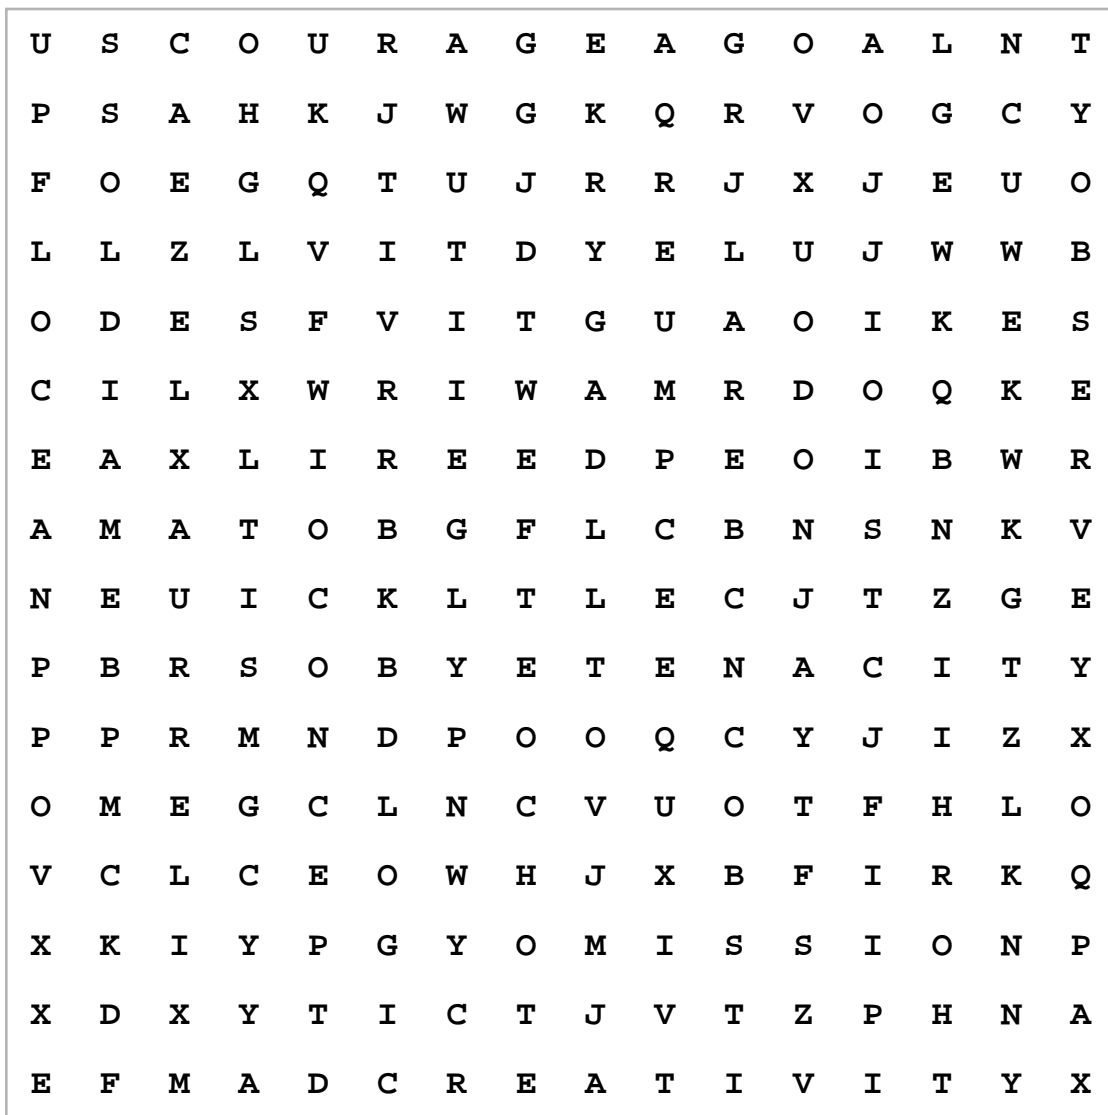 U S C O U R A G E A G O A L N T
P S A H K J W G K Q R V O G C Y
F O E G Q T U J R R J X J E U O
L L Z L V I T D Y E L U J W W B
O D E S F V I T G U A O I K E S
C I L X W R I W A M R D O Q K E
E A X L I R E E D P E O I B W R
A M A T O B G F L C B N S N K V
N E U I C K L T L E C J T Z G E
P B R S O B Y E T E N A C I T Y
P P R M N D P O O Q C Y J I Z X
O M E G C L N C V U O T F H L O
V C L C E O W H J X B F I R K Q
X K I Y P G Y O M I S S I O N P
X D X Y T I C T J V T Z P H N A
E F M A D C R E A T I V I T Y X